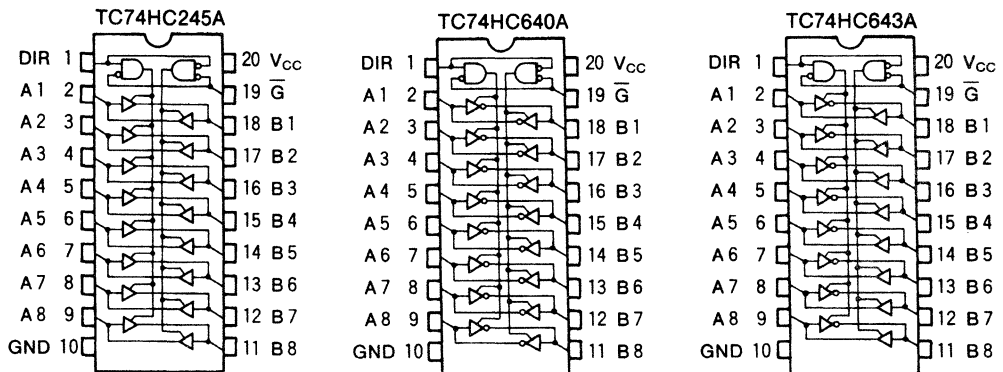 TC74HC245A
DIR 1
A1 2
A2 3
A3 4
A4 5
A5 6
A6 7
A7 8
A8 9
GND 10
20 VCC
19 G̅
18 B1
17 B2
16 B3
15 B4
14 B5
13 B6
12 B7
11 B8
TC74HC640A
DIR 1
A1 2
A2 3
A3 4
A4 5
A5 6
A6 7
A7 8
A8 9
GND 10
20 VCC
19 G̅
18 B1
17 B2
16 B3
15 B4
14 B5
13 B6
12 B7
11 B8
TC74HC643A
DIR 1
A1 2
A2 3
A3 4
A4 5
A5 6
A6 7
A7 8
A8 9
GND 10
20 VCC
19 G̅
18 B1
17 B2
16 B3
15 B4
14 B5
13 B6
12 B7
11 B8